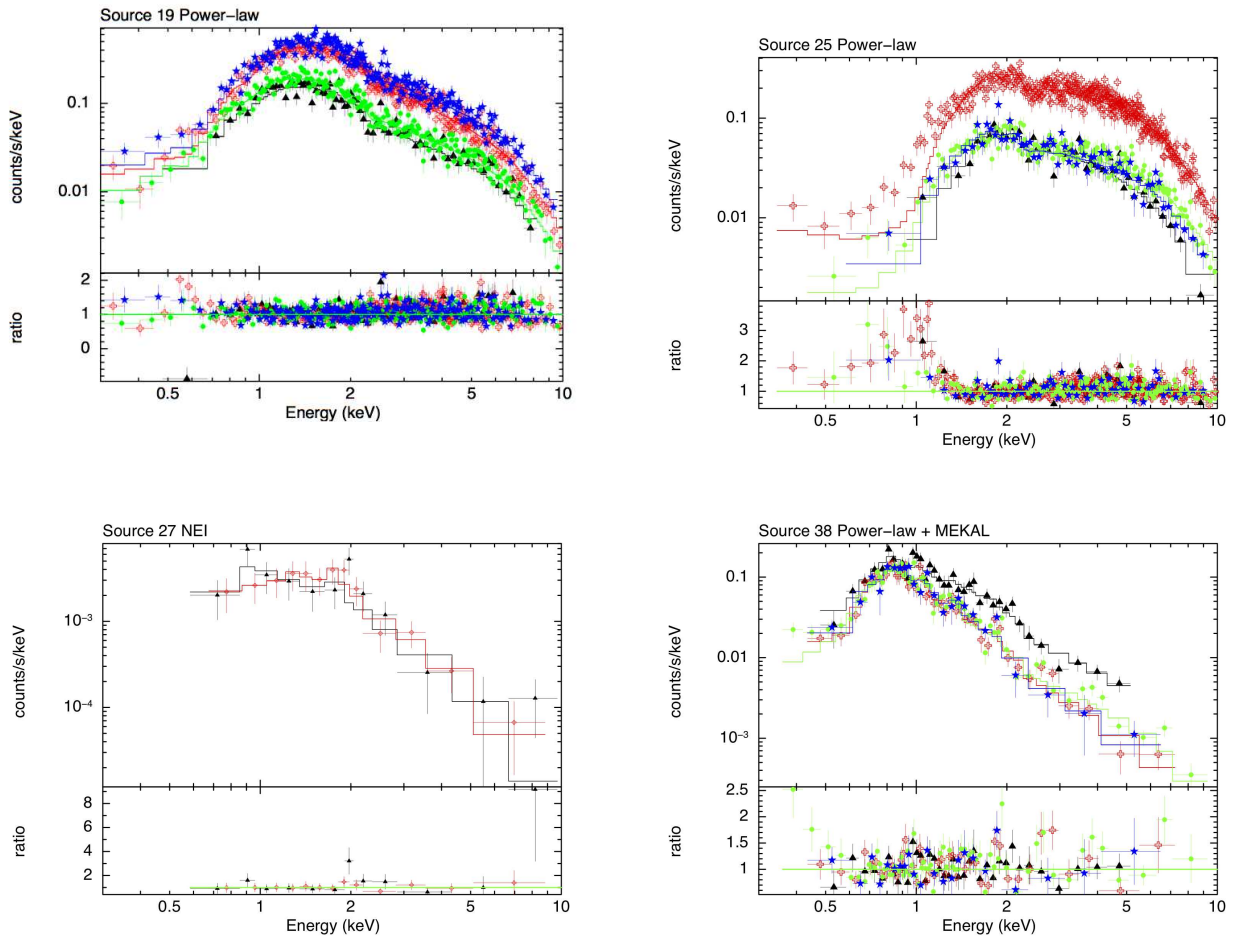 Source 19 Power–law
counts/s/keV
0.1
0.01
ratio
2
1
0
0.5
1
2
5
10
Energy (keV)
Source 25 Power–law
counts/s/keV
0.1
0.01
ratio
3
2
1
0.5
1
2
5
10
Energy (keV)
Source 27 NEI
counts/s/keV
10⁻³
10⁻⁴
ratio
8
6
4
2
0.5
1
2
5
10
Energy (keV)
Source 38 Power–law + MEKAL
counts/s/keV
0.1
0.01
10⁻³
ratio
2.5
2
1.5
1
0.5
1
2
5
10
Energy (keV)